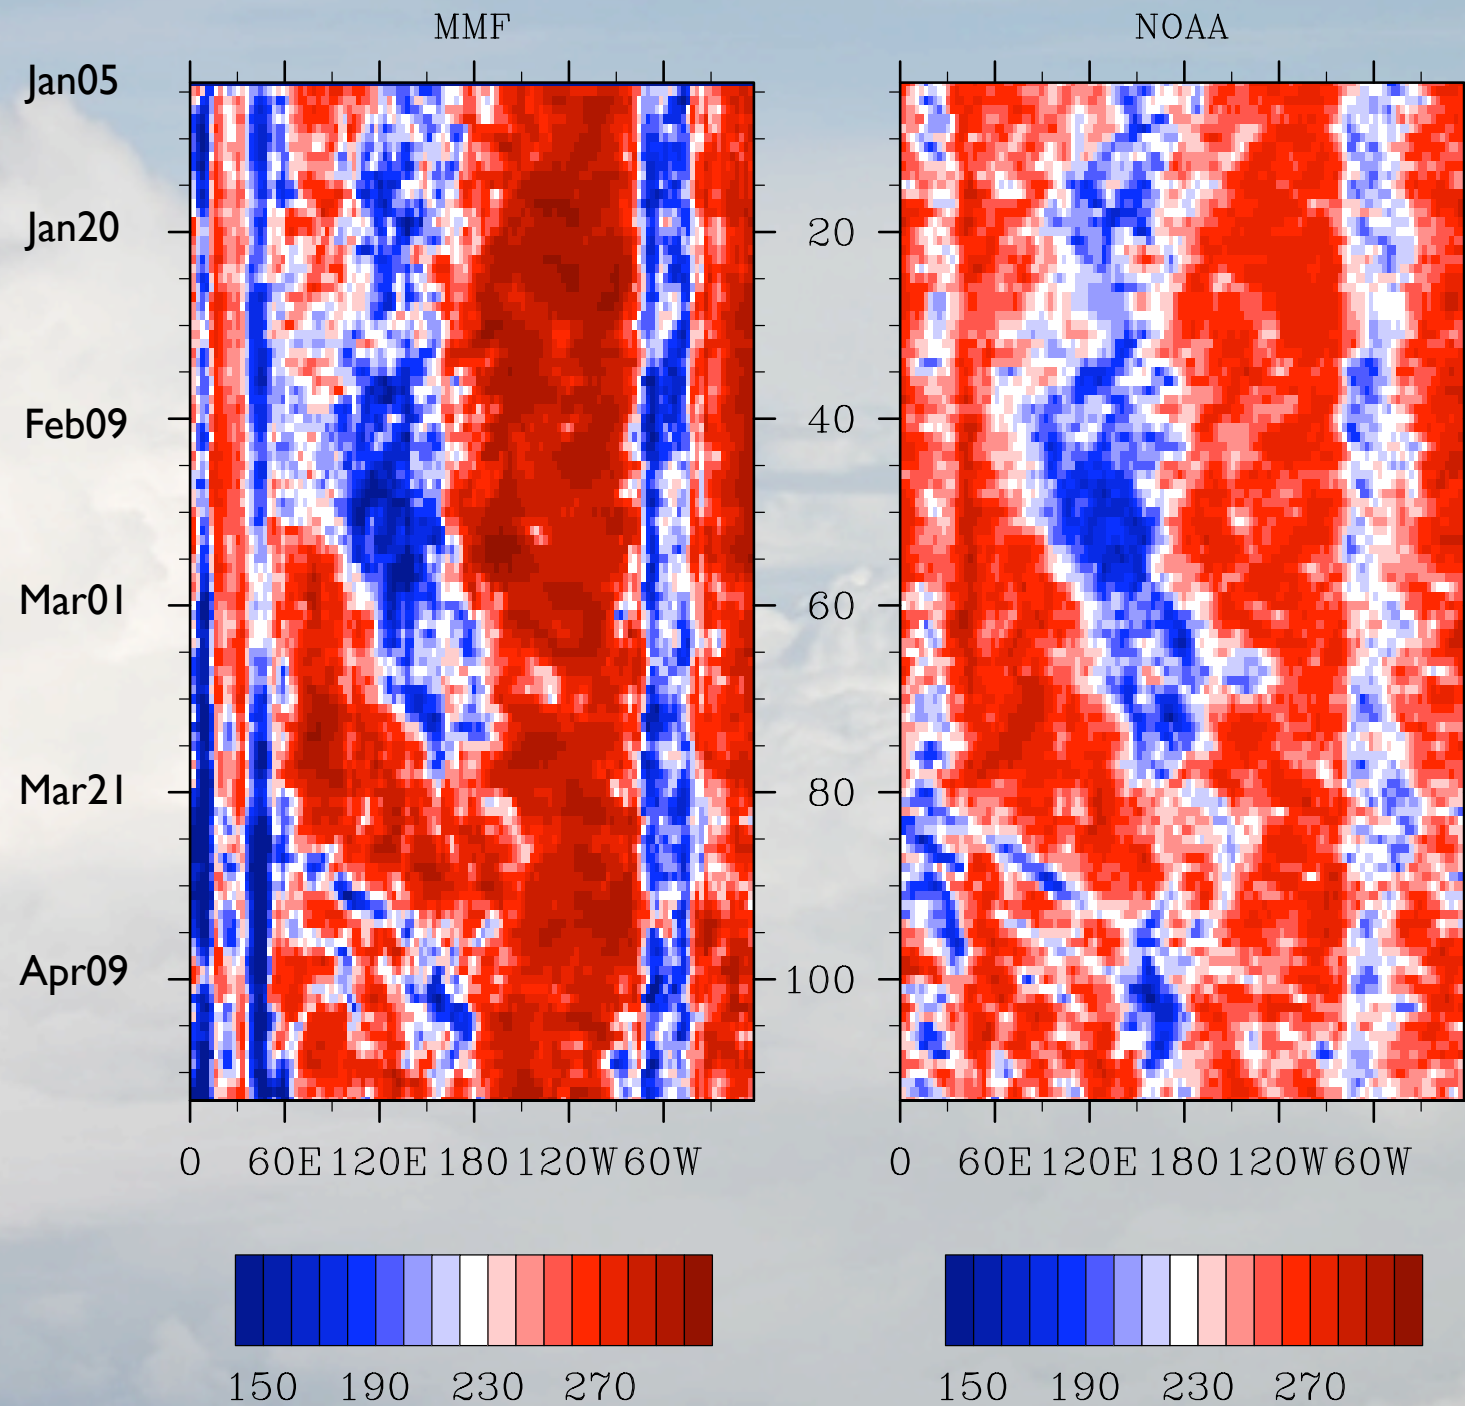 MMF NOAA
Jan05
Jan20 20
Feb09 40
Mar01 60
Mar21 80
Apr09 100
0 60E 120E 180 120W 60W 0 60E 120E 180 120W 60W
150 190 230 270 150 190 230 270